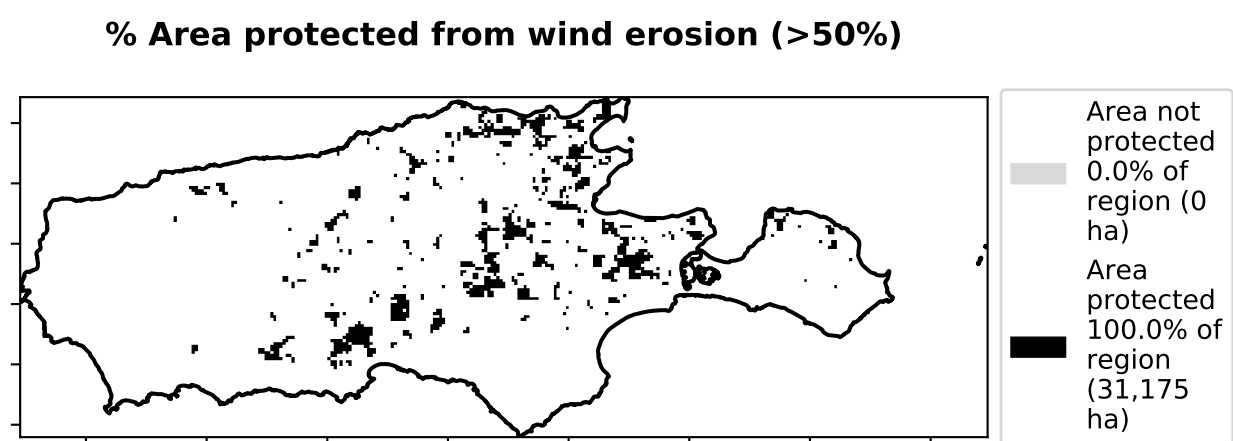 % Area protected from wind erosion (>50%)
Area not
protected
0.0% of
region (0
ha)
Area
protected
100.0% of
region
(31,175
ha)